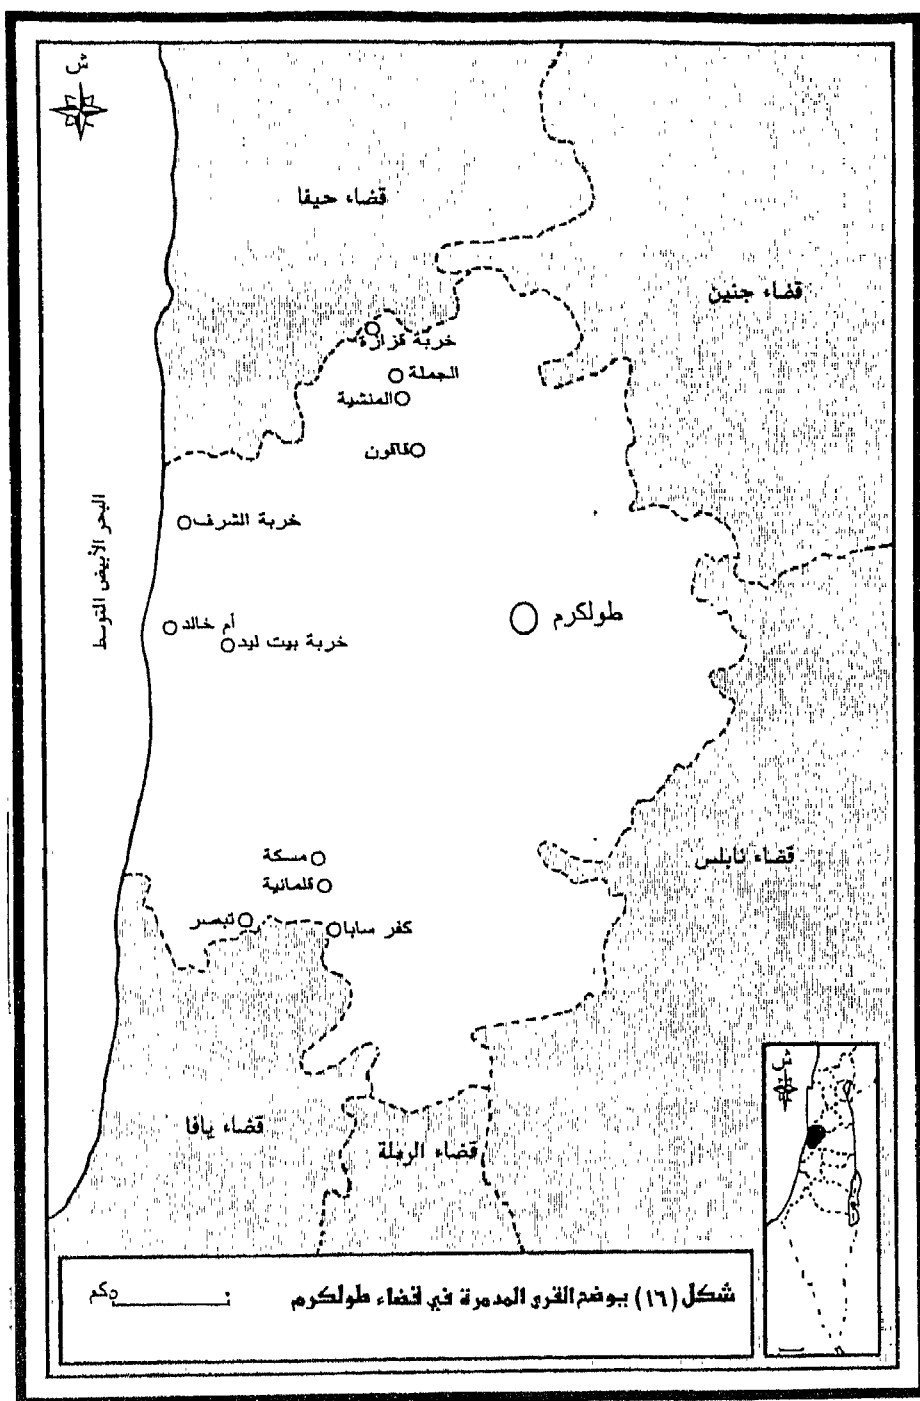 ش
قضاء حيفا
قضاء جنين
خربة قزازة
الجملة
المنشية
قاقون
خربة الشرف
البحر الأبيض المتوسط
طولكرم
أم خالد
خربة بيت ليد
مسكة
قضاء نابلس
قلمانية
تبصر
كفر سابا
ش
قضاء يافا
قضاء الرملة
شكل (١٦) يوضح القرى المدمرة في قضاء طولكرم
٠ ٥كم